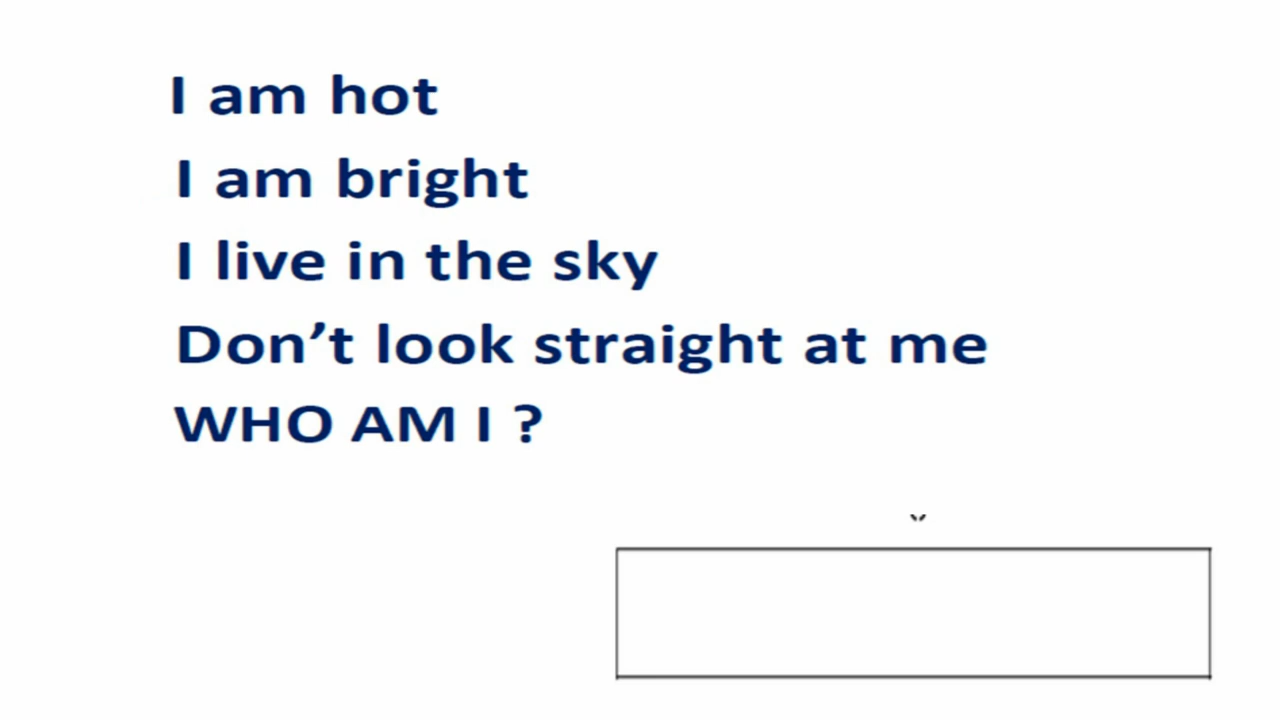 I am hot
I am bright
I live in the sky
Don’t look straight at me
WHO AM I ?